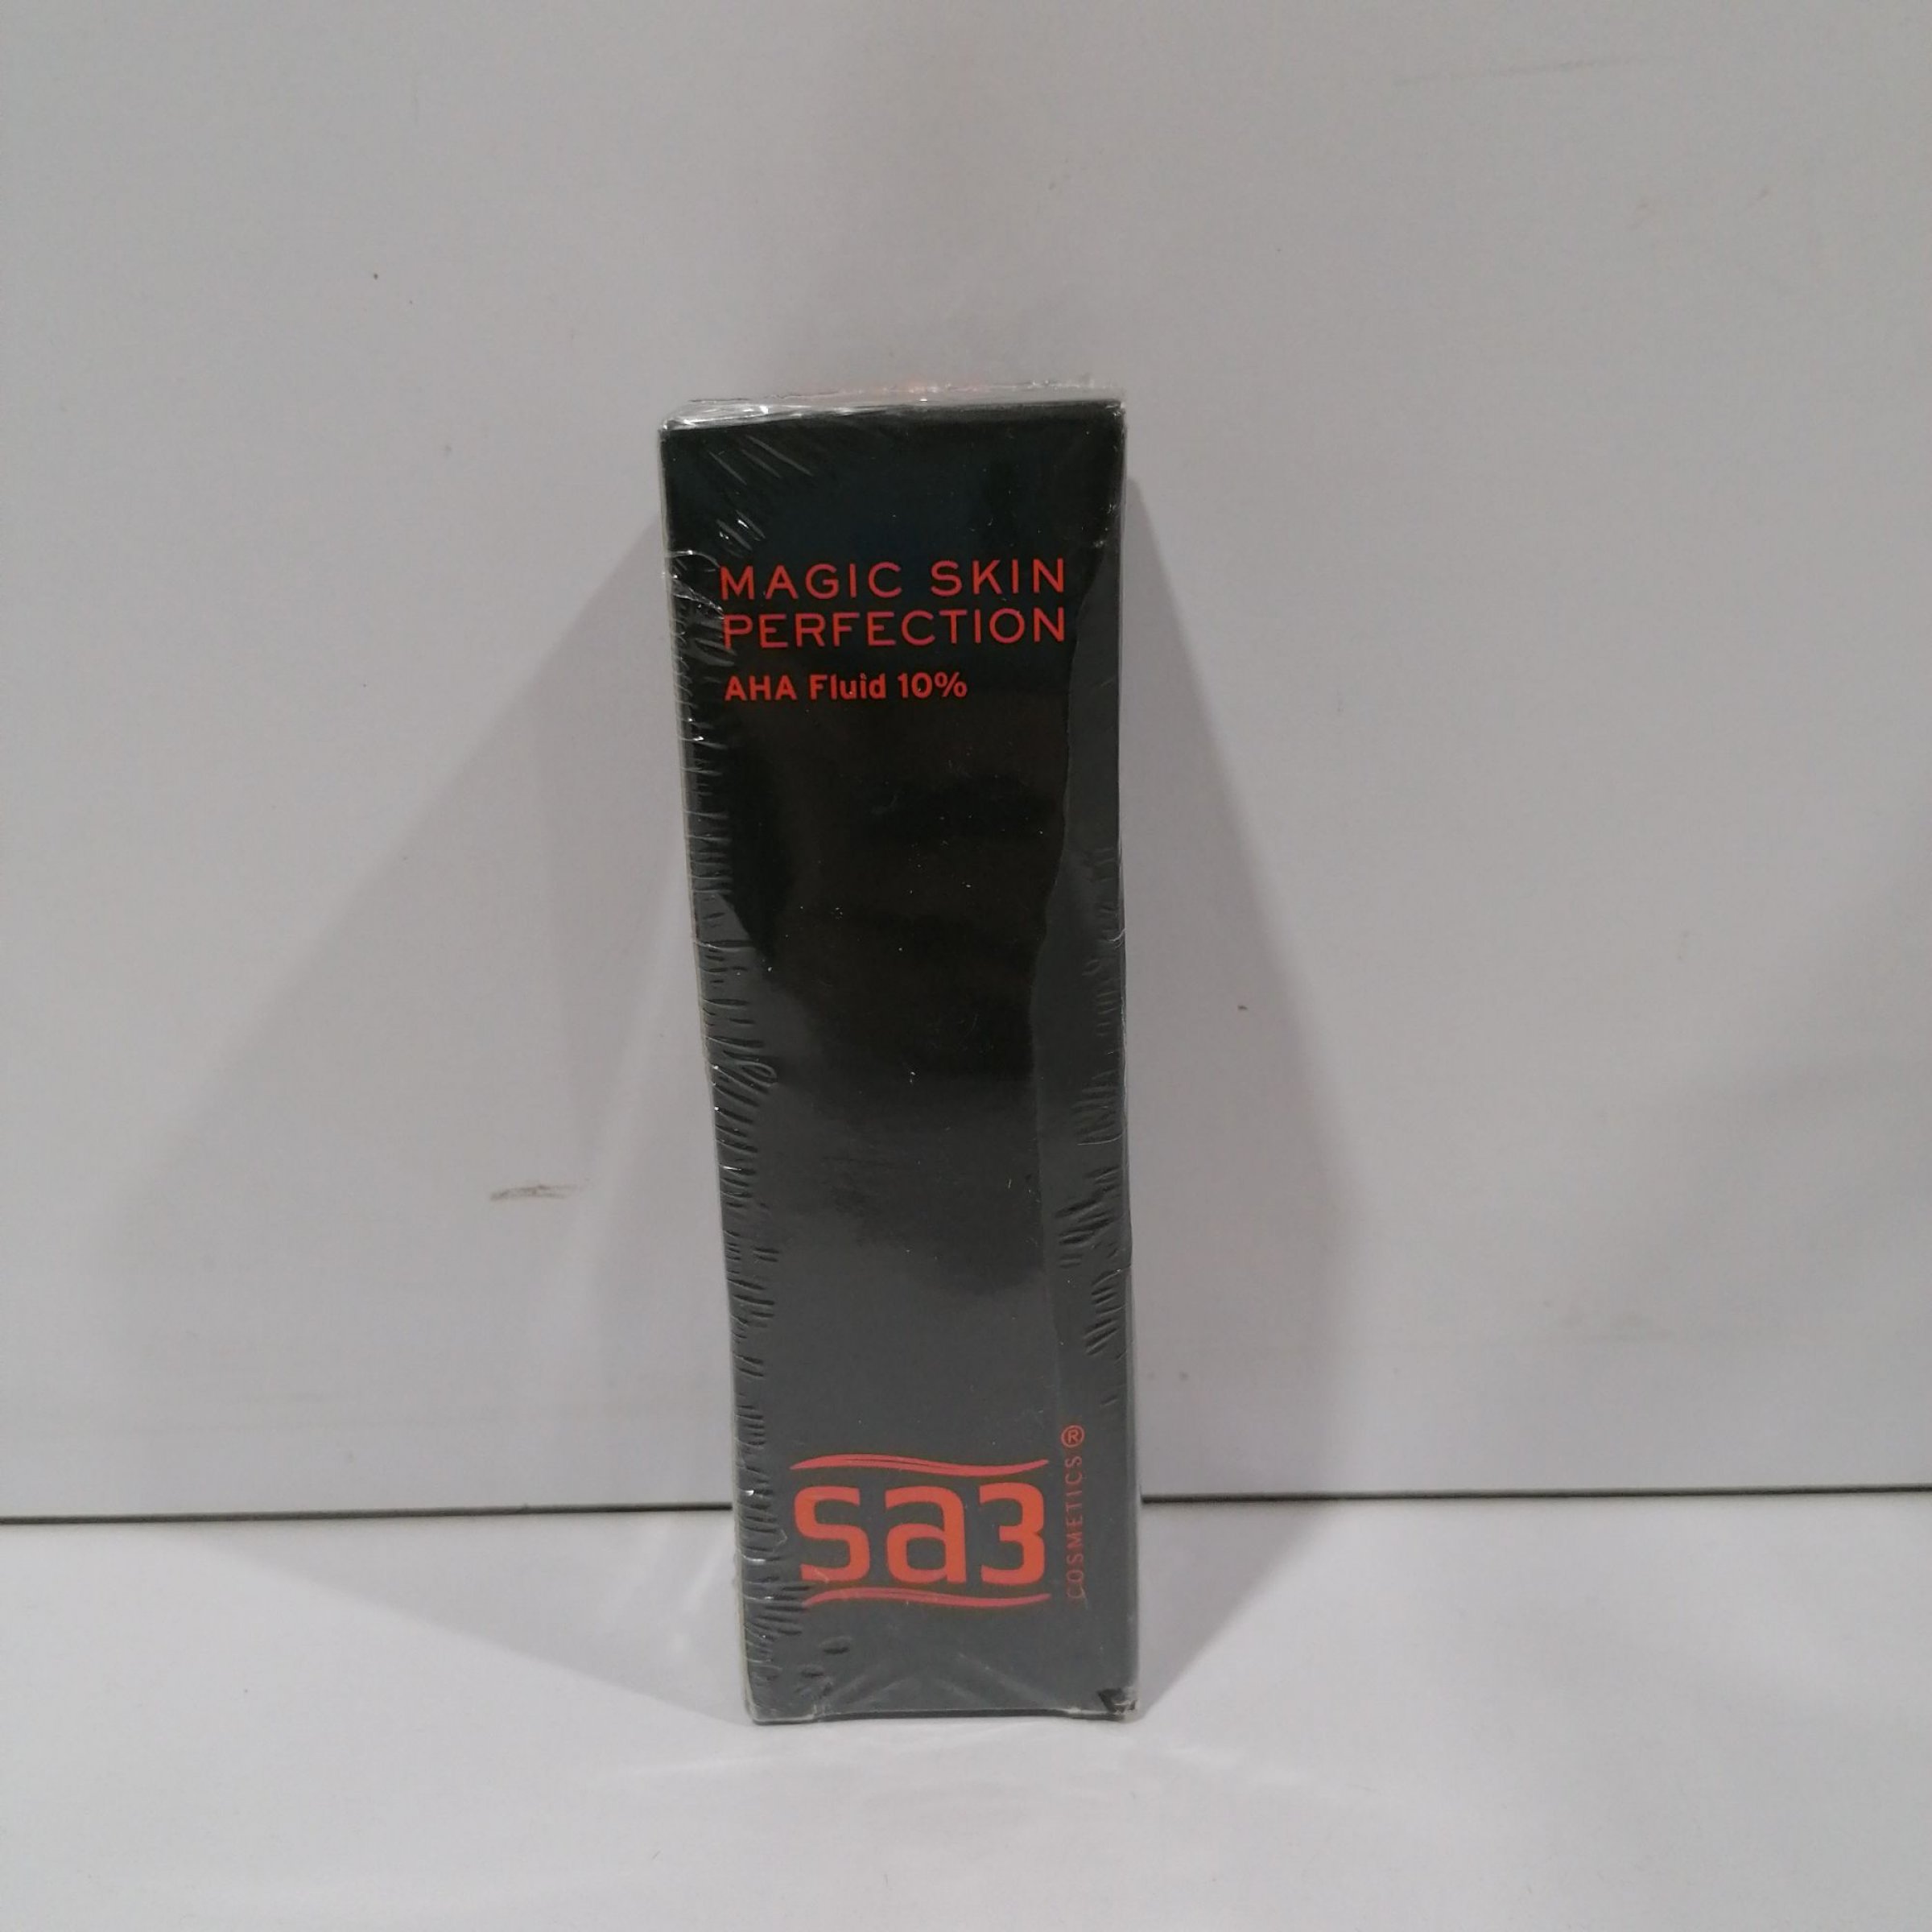 MAGIC SKIN
PERFECTION
AHA Fluid 10%
sa3
COSMETICS®